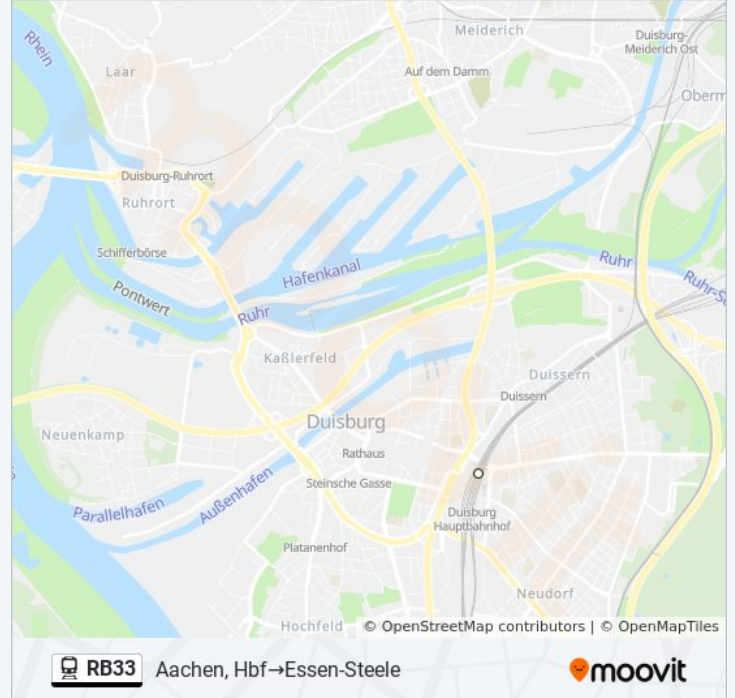 Rhein
Laar
Meiderich
Duisburg-
Meiderich Ost
Auf dem Damm
Oberm
Duisburg-Ruhrort
Ruhrort
Schifferbörse
Pontwert
Hafenkanal
Ruhr
Ruhr
Kaßlerfeld
Duissern
Duissern
Duisburg
Neuenkamp
Rathaus
Steinsche Gasse
Parallelhafen
Außenhafen
Duisburg
Hauptbahnhof
Platanenhof
Neudorf
Hochfeld
© OpenStreetMap contributors | © OpenMapTiles
RB33 Aachen, Hbf→Essen-Steele
moovit